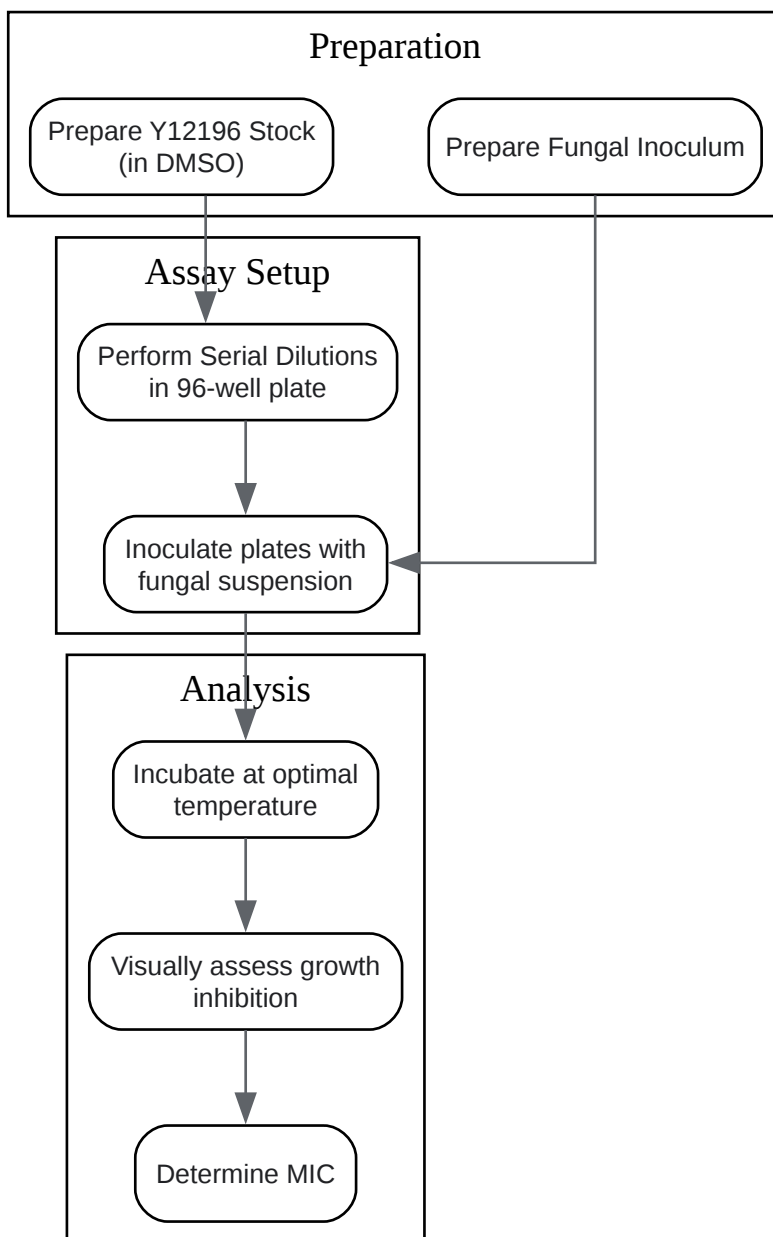 Preparation
Prepare Y12196 Stock
(in DMSO)
Prepare Fungal Inoculum
Assay Setup
Perform Serial Dilutions
in 96-well plate
Inoculate plates with
fungal suspension
Analysis
Incubate at optimal
temperature
Visually assess growth
inhibition
Determine MIC